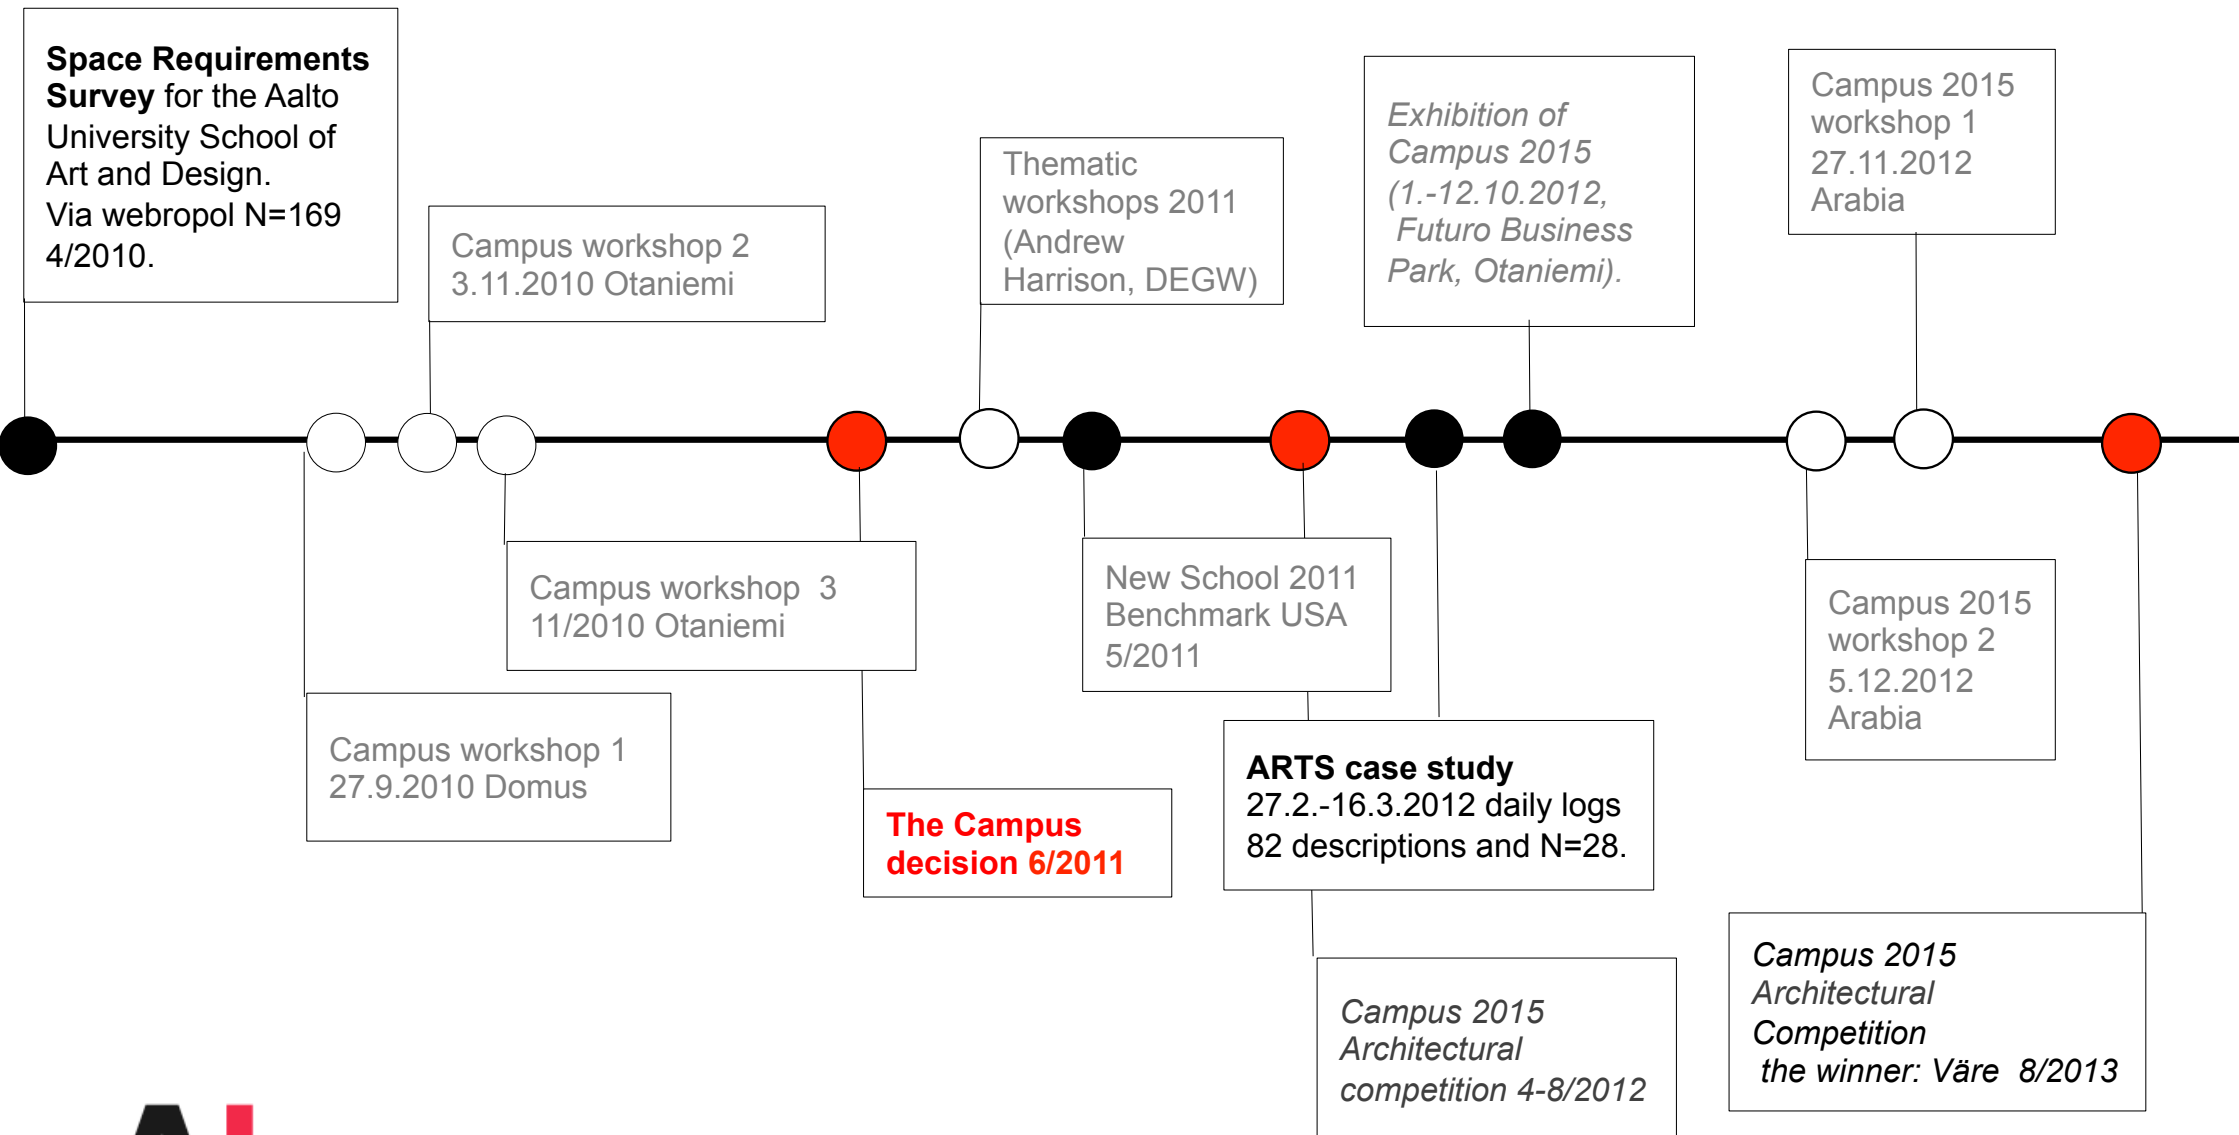 Space Requirements
Survey for the Aalto
University School of
Art and Design.
Via webropol N=169
4/2010.
Campus workshop 2
3.11.2010 Otaniemi
Thematic
workshops 2011
(Andrew
Harrison, DEGW)
Exhibition of
Campus 2015
(1.-12.10.2012,
Futuro Business
Park, Otaniemi).
Campus 2015
workshop 1
27.11.2012
Arabia
Campus workshop 3
11/2010 Otaniemi
Campus workshop 1
27.9.2010 Domus
The Campus
decision 6/2011
New School 2011
Benchmark USA
5/2011
ARTS case study
27.2.-16.3.2012 daily logs
82 descriptions and N=28.
Campus 2015
Architectural
competition 4-8/2012
Campus 2015
workshop 2
5.12.2012
Arabia
Campus 2015
Architectural
Competition
the winner: Väre 8/2013